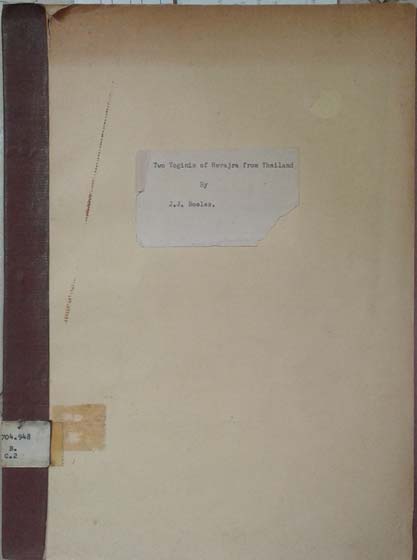 Two Yoginis of Hevajra from Thailand
By
J.J. Boeles.
704.948
B.
C.2